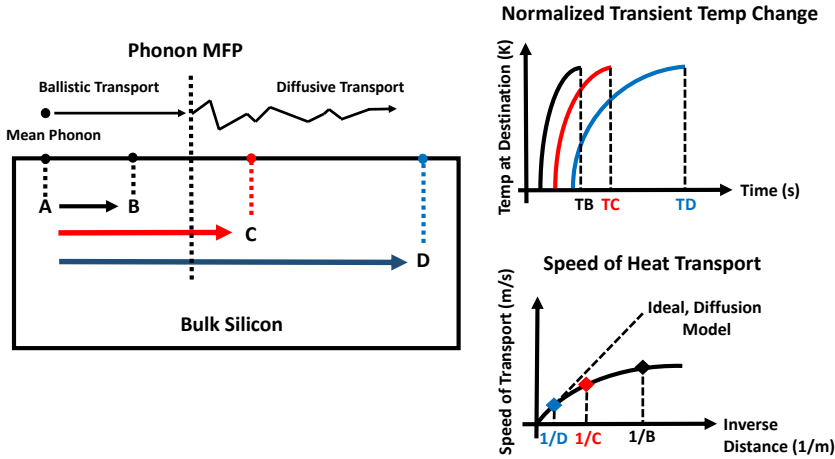 Phonon MFP
Ballistic Transport
Diffusive Transport
Mean Phonon
A
B
C
D
Bulk Silicon
Normalized Transient Temp Change
Temp at Destination (K)
TB
TC
TD
Time (s)
Speed of Heat Transport
Speed of Transport (m/s)
Ideal, Diffusion
Model
1/D
1/C
1/B
Inverse
Distance (1/m)